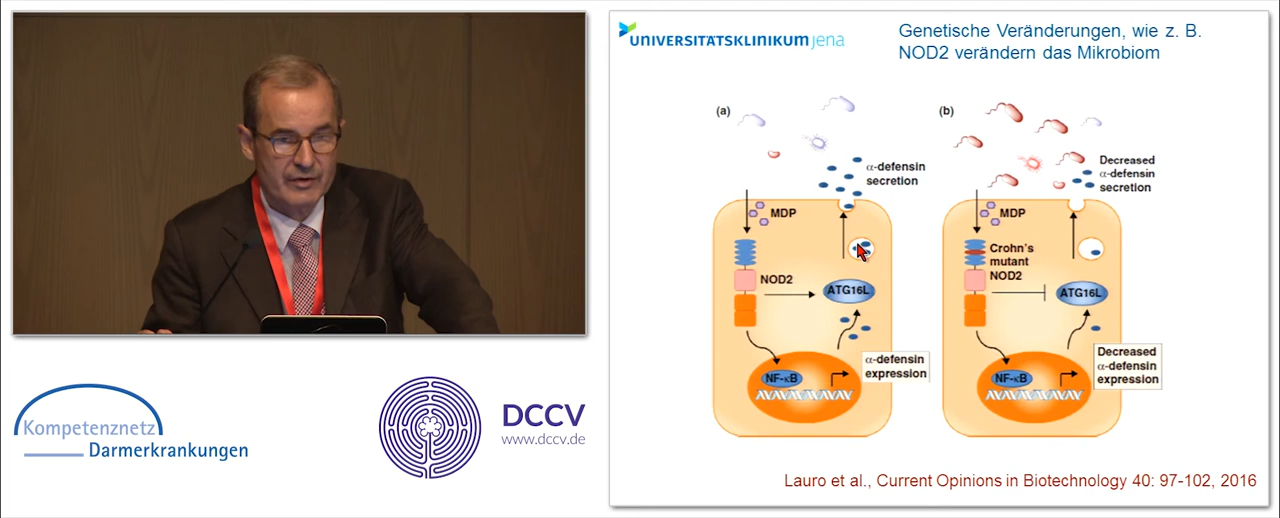 Kompetenznetz
Darmerkrankungen
DCCV
www.dccv.de
UNIVERSITÄTSKLINIKUM jena
Genetische Veränderungen, wie z. B.
NOD2 verändern das Mikrobiom
(a)
α-defensin
secretion
MDP
NOD2
ATG16L
NF-κB
α-defensin
expression
(b)
Decreased
α-defensin
secretion
MDP
Crohn's
mutant
NOD2
ATG16L
NF-κB
Decreased
α-defensin
expression
Lauro et al., Current Opinions in Biotechnology 40: 97-102, 2016